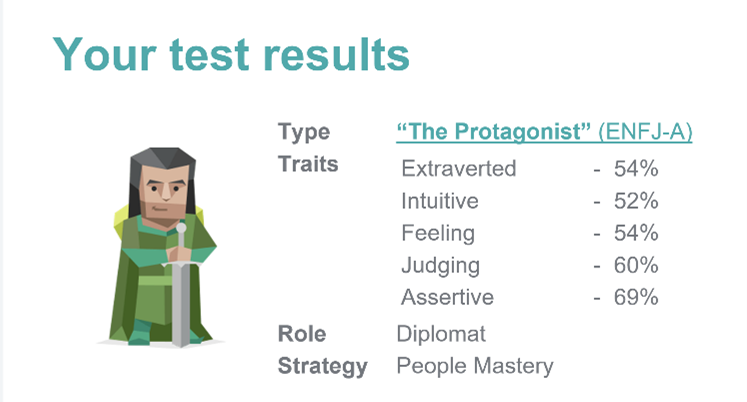 Your test results
Type “The Protagonist” (ENFJ-A)
Traits
Extraverted - 54%
Intuitive - 52%
Feeling - 54%
Judging - 60%
Assertive - 69%
Role Diplomat
Strategy People Mastery